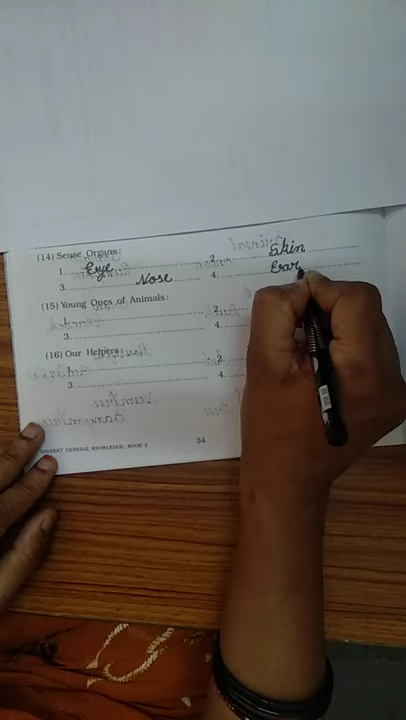 (14) Sense Organs:
1. Eye 2. Skin
3. Nose 4. Ear
(15) Young Ones of Animals:
1. 2.
3. 4.
(16) Our Helpers:
1. 2.
3. 4.
NAVNEET GENERAL KNOWLEDGE: BOOK 2 34